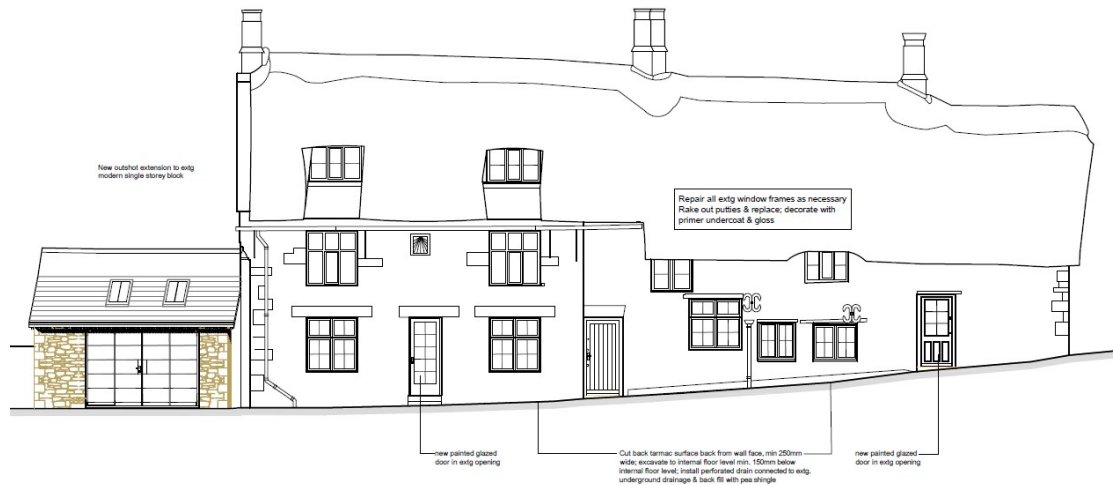 New outshot extension to extg
modern single storey block
Repair all extg window frames as necessary
Rake out putties & replace; decorate with
primer undercoat & gloss
new painted glazed
door in extg opening
Cut back tarmac surface back from wall face, min 250mm
wide; excavate to internal floor level min. 150mm below
internal floor level; install perforated drain connected to extg.
underground drainage & back fill with pea shingle
new painted glazed
door in extg opening